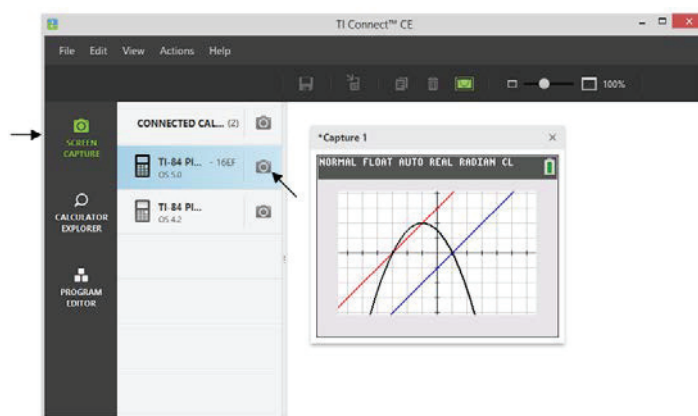 TI Connect™ CE
File Edit View Actions Help
100%
SCREEN
CAPTURE
CALCULATOR
EXPLORER
PROGRAM
EDITOR
CONNECTED CAL... (2)
TI-84 Pl... - 16EF
OS 5.0
TI-84 Pl...
OS 4.2
*Capture 1
NORMAL FLOAT AUTO REAL RADIAN CL